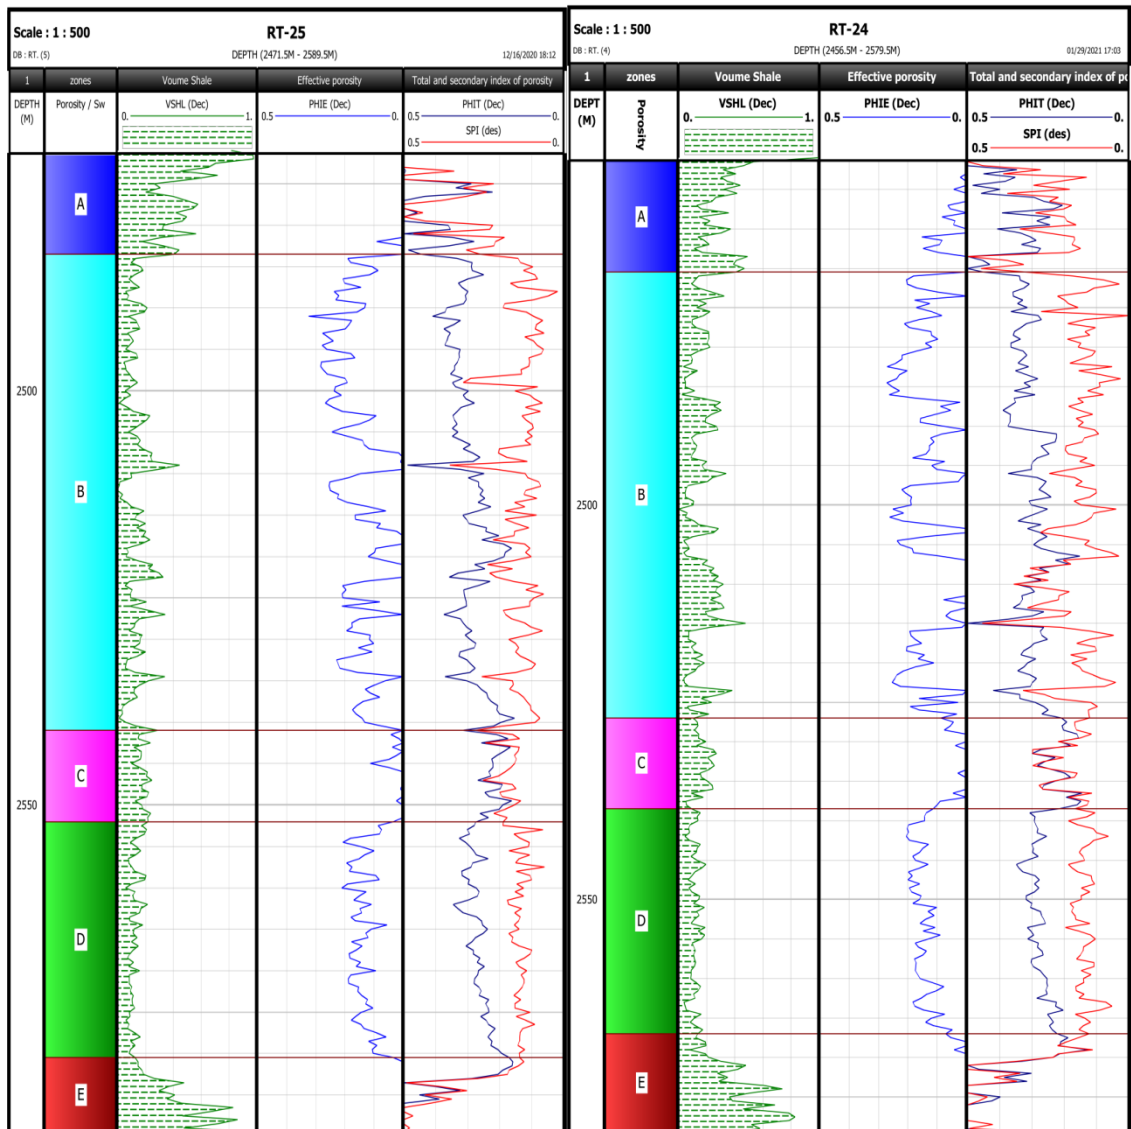 Scale : 1 : 500 RT-25
DB : RT. (5) DEPTH (2471.5M - 2589.5M) 12/16/2020 18:12
1 zones Voume Shale Effective porosity Total and secondary index of porosity
DEPTH (M) Porosity / Sw VSHL (Dec) PHIE (Dec) PHIT (Dec)
0. 1. 0.5 0. 0.5 0.
SPI (des)
0.5 0.
A
2500
B
C
2550
D
E
Scale : 1 : 500 RT-24
DB : RT. (4) DEPTH (2456.5M - 2579.5M) 01/29/2021 17:03
1 zones Voume Shale Effective porosity Total and secondary index of po
DEPT (M) Porosity VSHL (Dec) PHIE (Dec) PHIT (Dec)
0. 1. 0.5 0. 0.5 0.
SPI (des)
0.5 0.
A
B
2500
C
2550
D
E